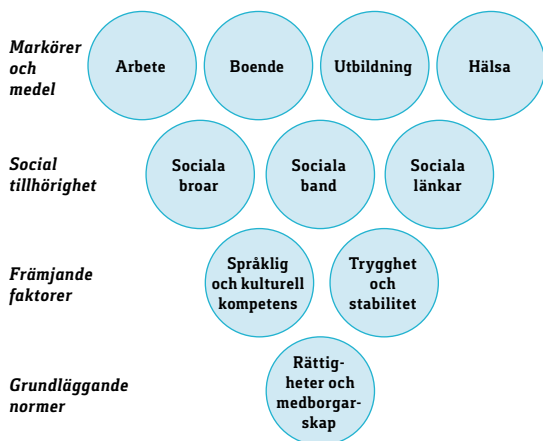 Markörer
och
medel
Arbete
Boende
Utbildning
Hälsa
Social
tillhörighet
Sociala
broar
Sociala
band
Sociala
länkar
Främjande
faktorer
Språklig
och kulturell
kompetens
Trygghet
och
stabilitet
Grundläggande
normer
Rättig-
heter och
medborgar-
skap